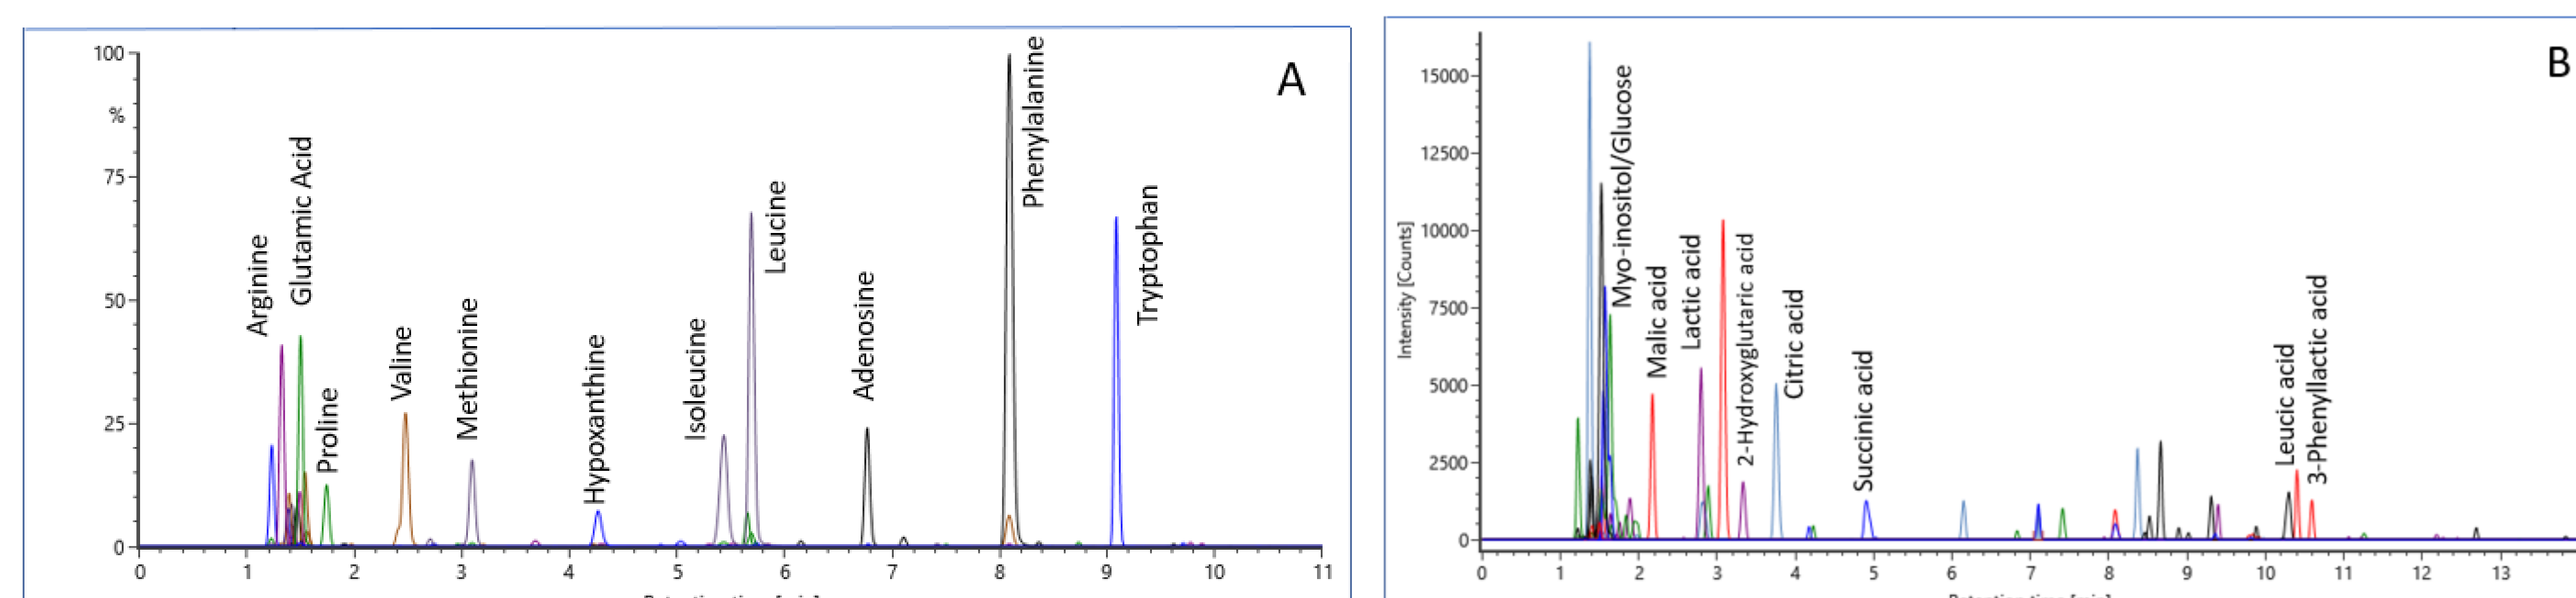 A
100
%
75
50
25
0
Arginine
Glutamic Acid
Proline
Valine
Methionine
Hypoxanthine
Isoleucine
Leucine
Adenosine
Phenylalanine
Tryptophan
0 1 2 3 4 5 6 7 8 9 10 11
B
Intensity [Counts]
15000
12500
10000
7500
5000
2500
0
Myo-inositol/Glucose
Malic acid
Lactic acid
2-Hydroxyglutaric acid
Citric acid
Succinic acid
Leucic acid
3-Phenyllactic acid
0 1 2 3 4 5 6 7 8 9 10 11 12 13